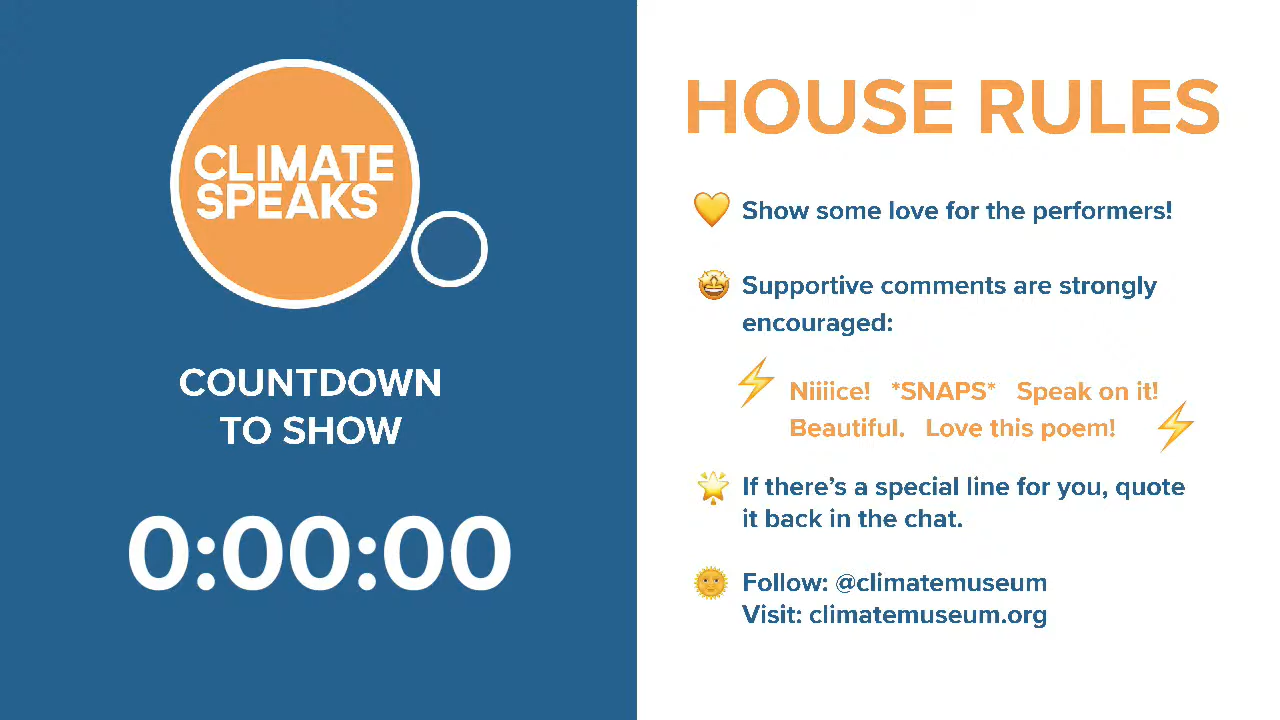 CLIMATE
SPEAKS
COUNTDOWN
TO SHOW
0:00:00
HOUSE RULES
Show some love for the performers!
Supportive comments are strongly
encouraged:
Niiiice! *SNAPS* Speak on it!
Beautiful. Love this poem!
If there’s a special line for you, quote
it back in the chat.
Follow: @climatemuseum
Visit: climatemuseum.org